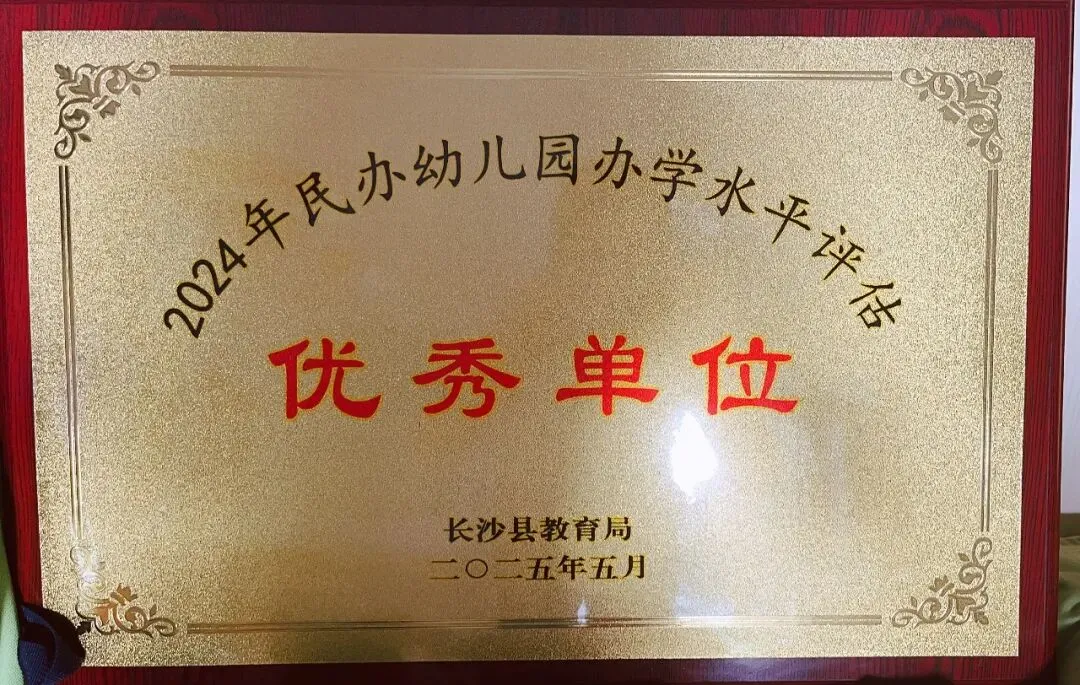 2024年民办幼儿园办学水平评估
优秀单位
长沙县教育局
二〇二五年五月